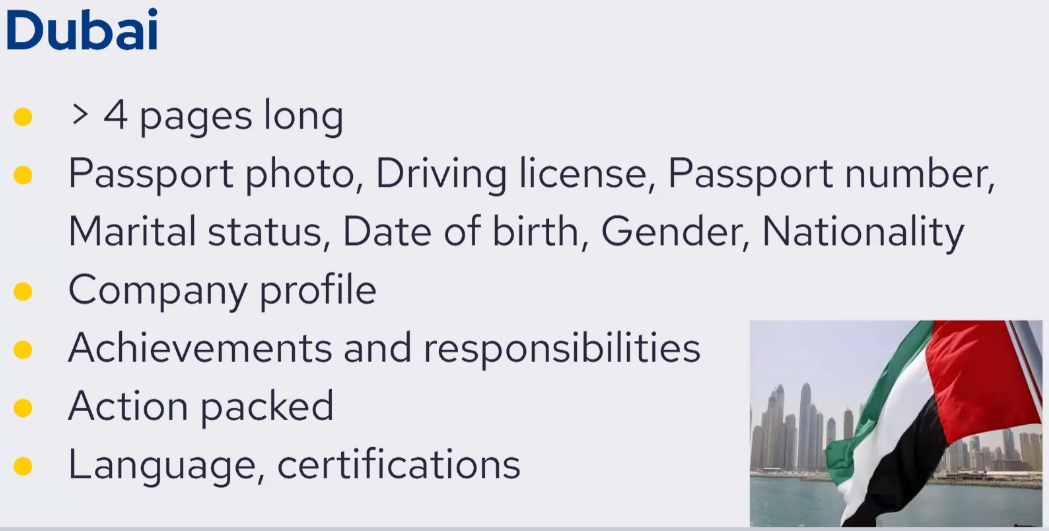 Dubai
> 4 pages long
Passport photo, Driving license, Passport number,
Marital status, Date of birth, Gender, Nationality
Company profile
Achievements and responsibilities
Action packed
Language, certifications